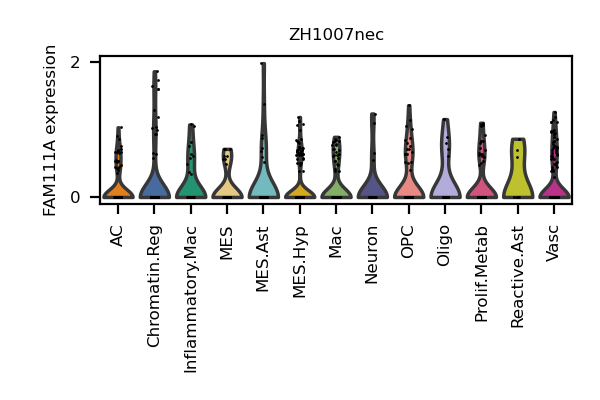 ZH1007nec
FAM111A expression
2
0
AC
Chromatin.Reg
Inflammatory.Mac
MES
MES.Ast
MES.Hyp
Mac
Neuron
OPC
Oligo
Prolif.Metab
Reactive.Ast
Vasc